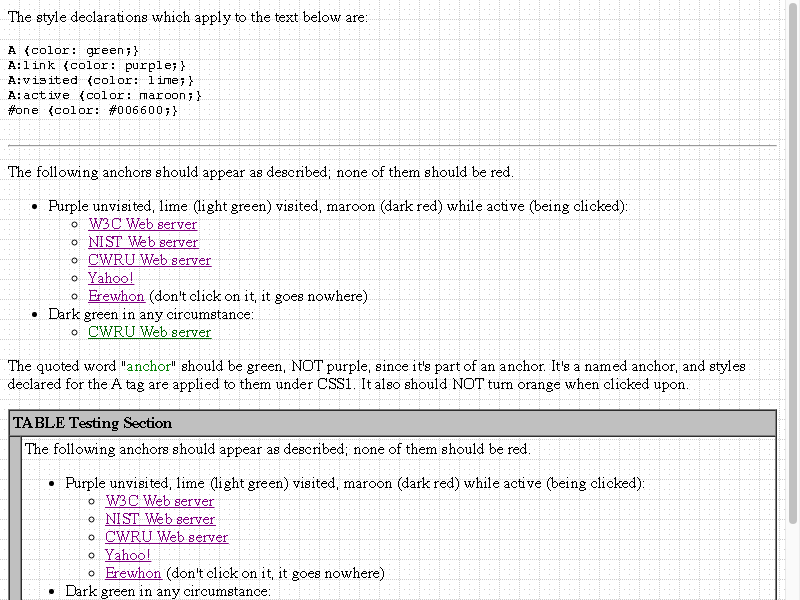 The style declarations which apply to the text below are:
A {color: green;}
A:link {color: purple;}
A:visited {color: lime;}
A:active {color: maroon;}
#one {color: #006600;}
The following anchors should appear as described; none of them should be red.
Purple unvisited, lime (light green) visited, maroon (dark red) while active (being clicked):
W3C Web server
NIST Web server
CWRU Web server
Yahoo!
Erewhon (don't click on it, it goes nowhere)
Dark green in any circumstance:
CWRU Web server
The quoted word "anchor" should be green, NOT purple, since it's part of an anchor. It's a named anchor, and styles
declared for the A tag are applied to them under CSS1. It also should NOT turn orange when clicked upon.
TABLE Testing Section
The following anchors should appear as described; none of them should be red.
Purple unvisited, lime (light green) visited, maroon (dark red) while active (being clicked):
W3C Web server
NIST Web server
CWRU Web server
Yahoo!
Erewhon (don't click on it, it goes nowhere)
Dark green in any circumstance: